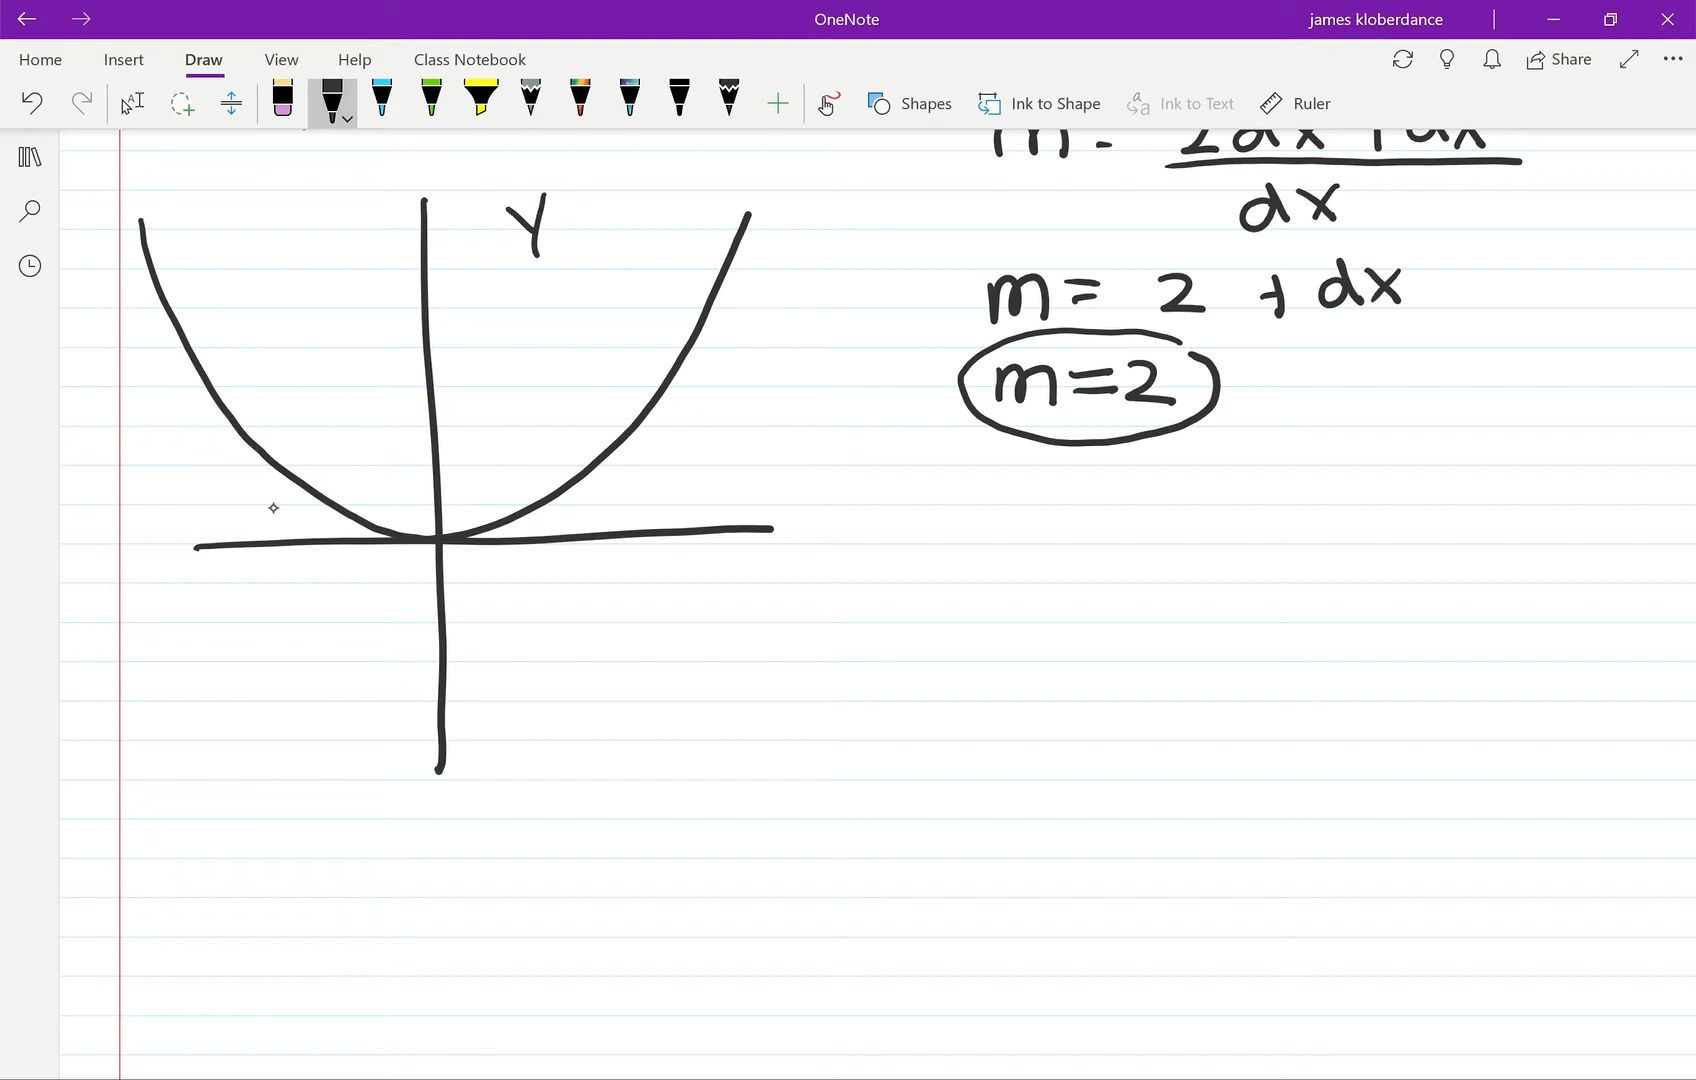 OneNote
james kloberdance
Home Insert Draw View Help Class Notebook
Share
Shapes Ink to Shape Ink to Text Ruler
dx
Y
m = 2 + dx
m = 2